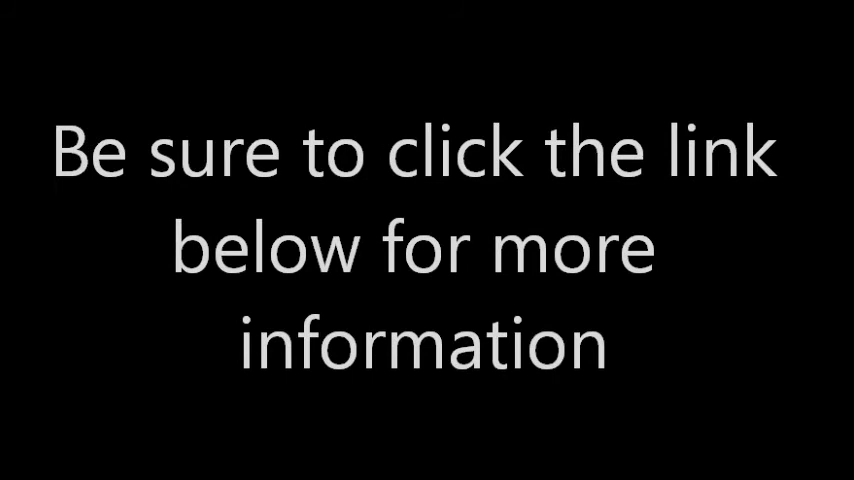 Be sure to click the link
below for more
information